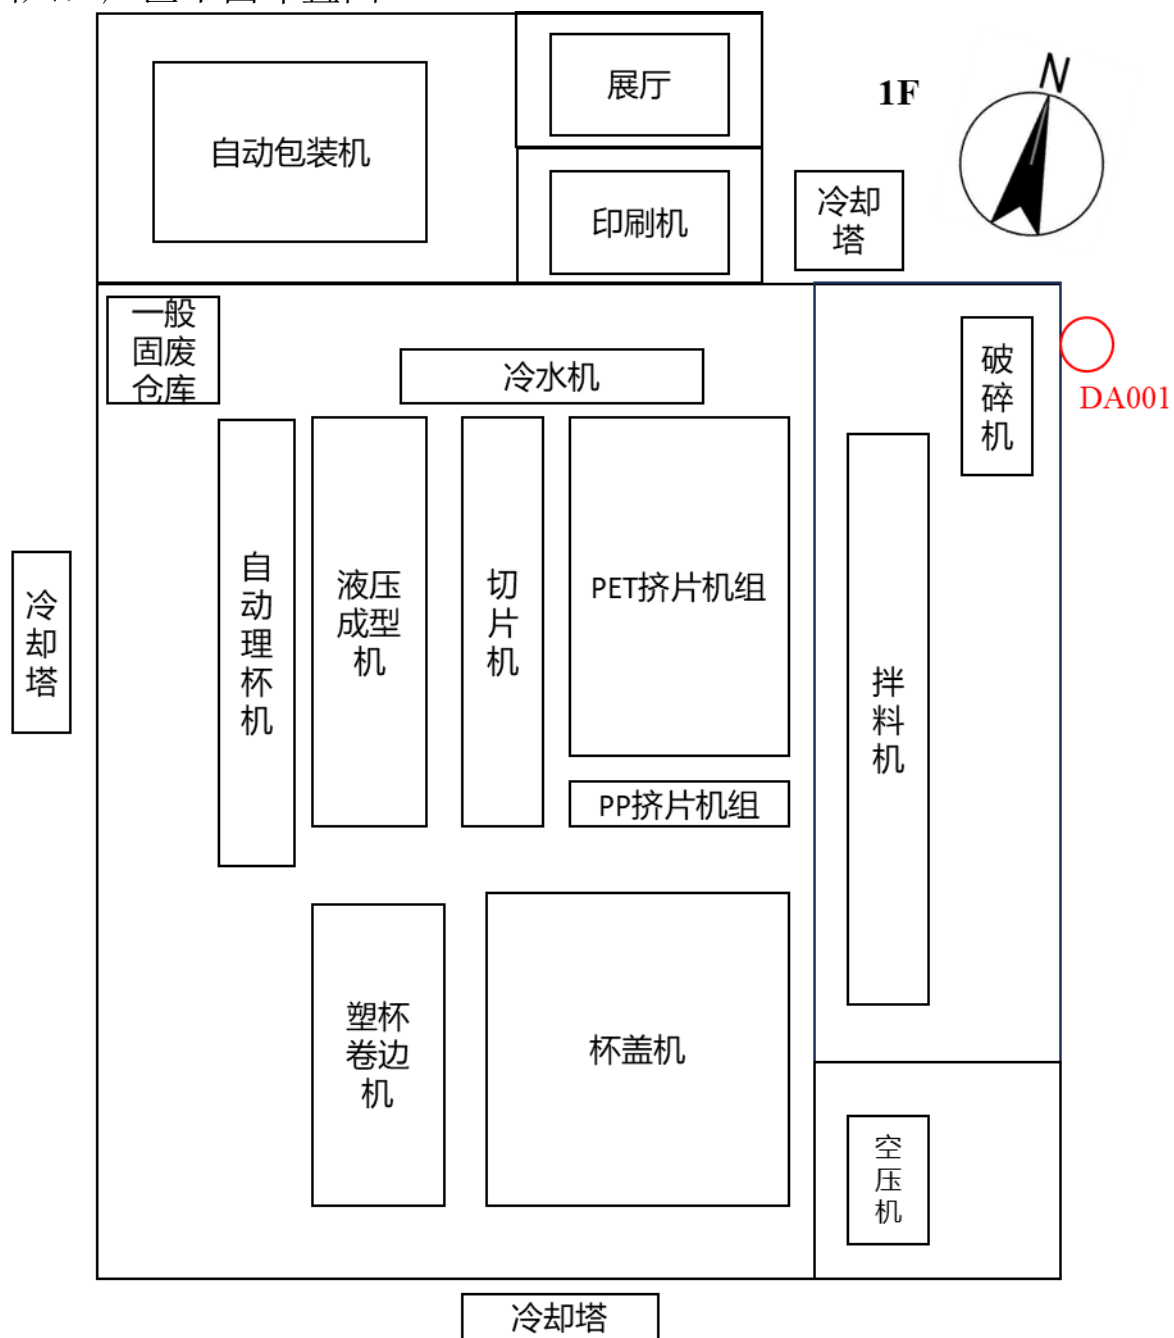 展厅
1F
N
自动包装机
印刷机
冷却
塔
一般
固废
仓库
冷水机
破
碎
机
DA001
自
动
理
杯
机
液压
成型
机
切
片
机
PET挤片机组
冷
却
塔
拌
料
机
PP挤片机组
塑杯
卷边
机
杯盖机
空
压
机
冷却塔